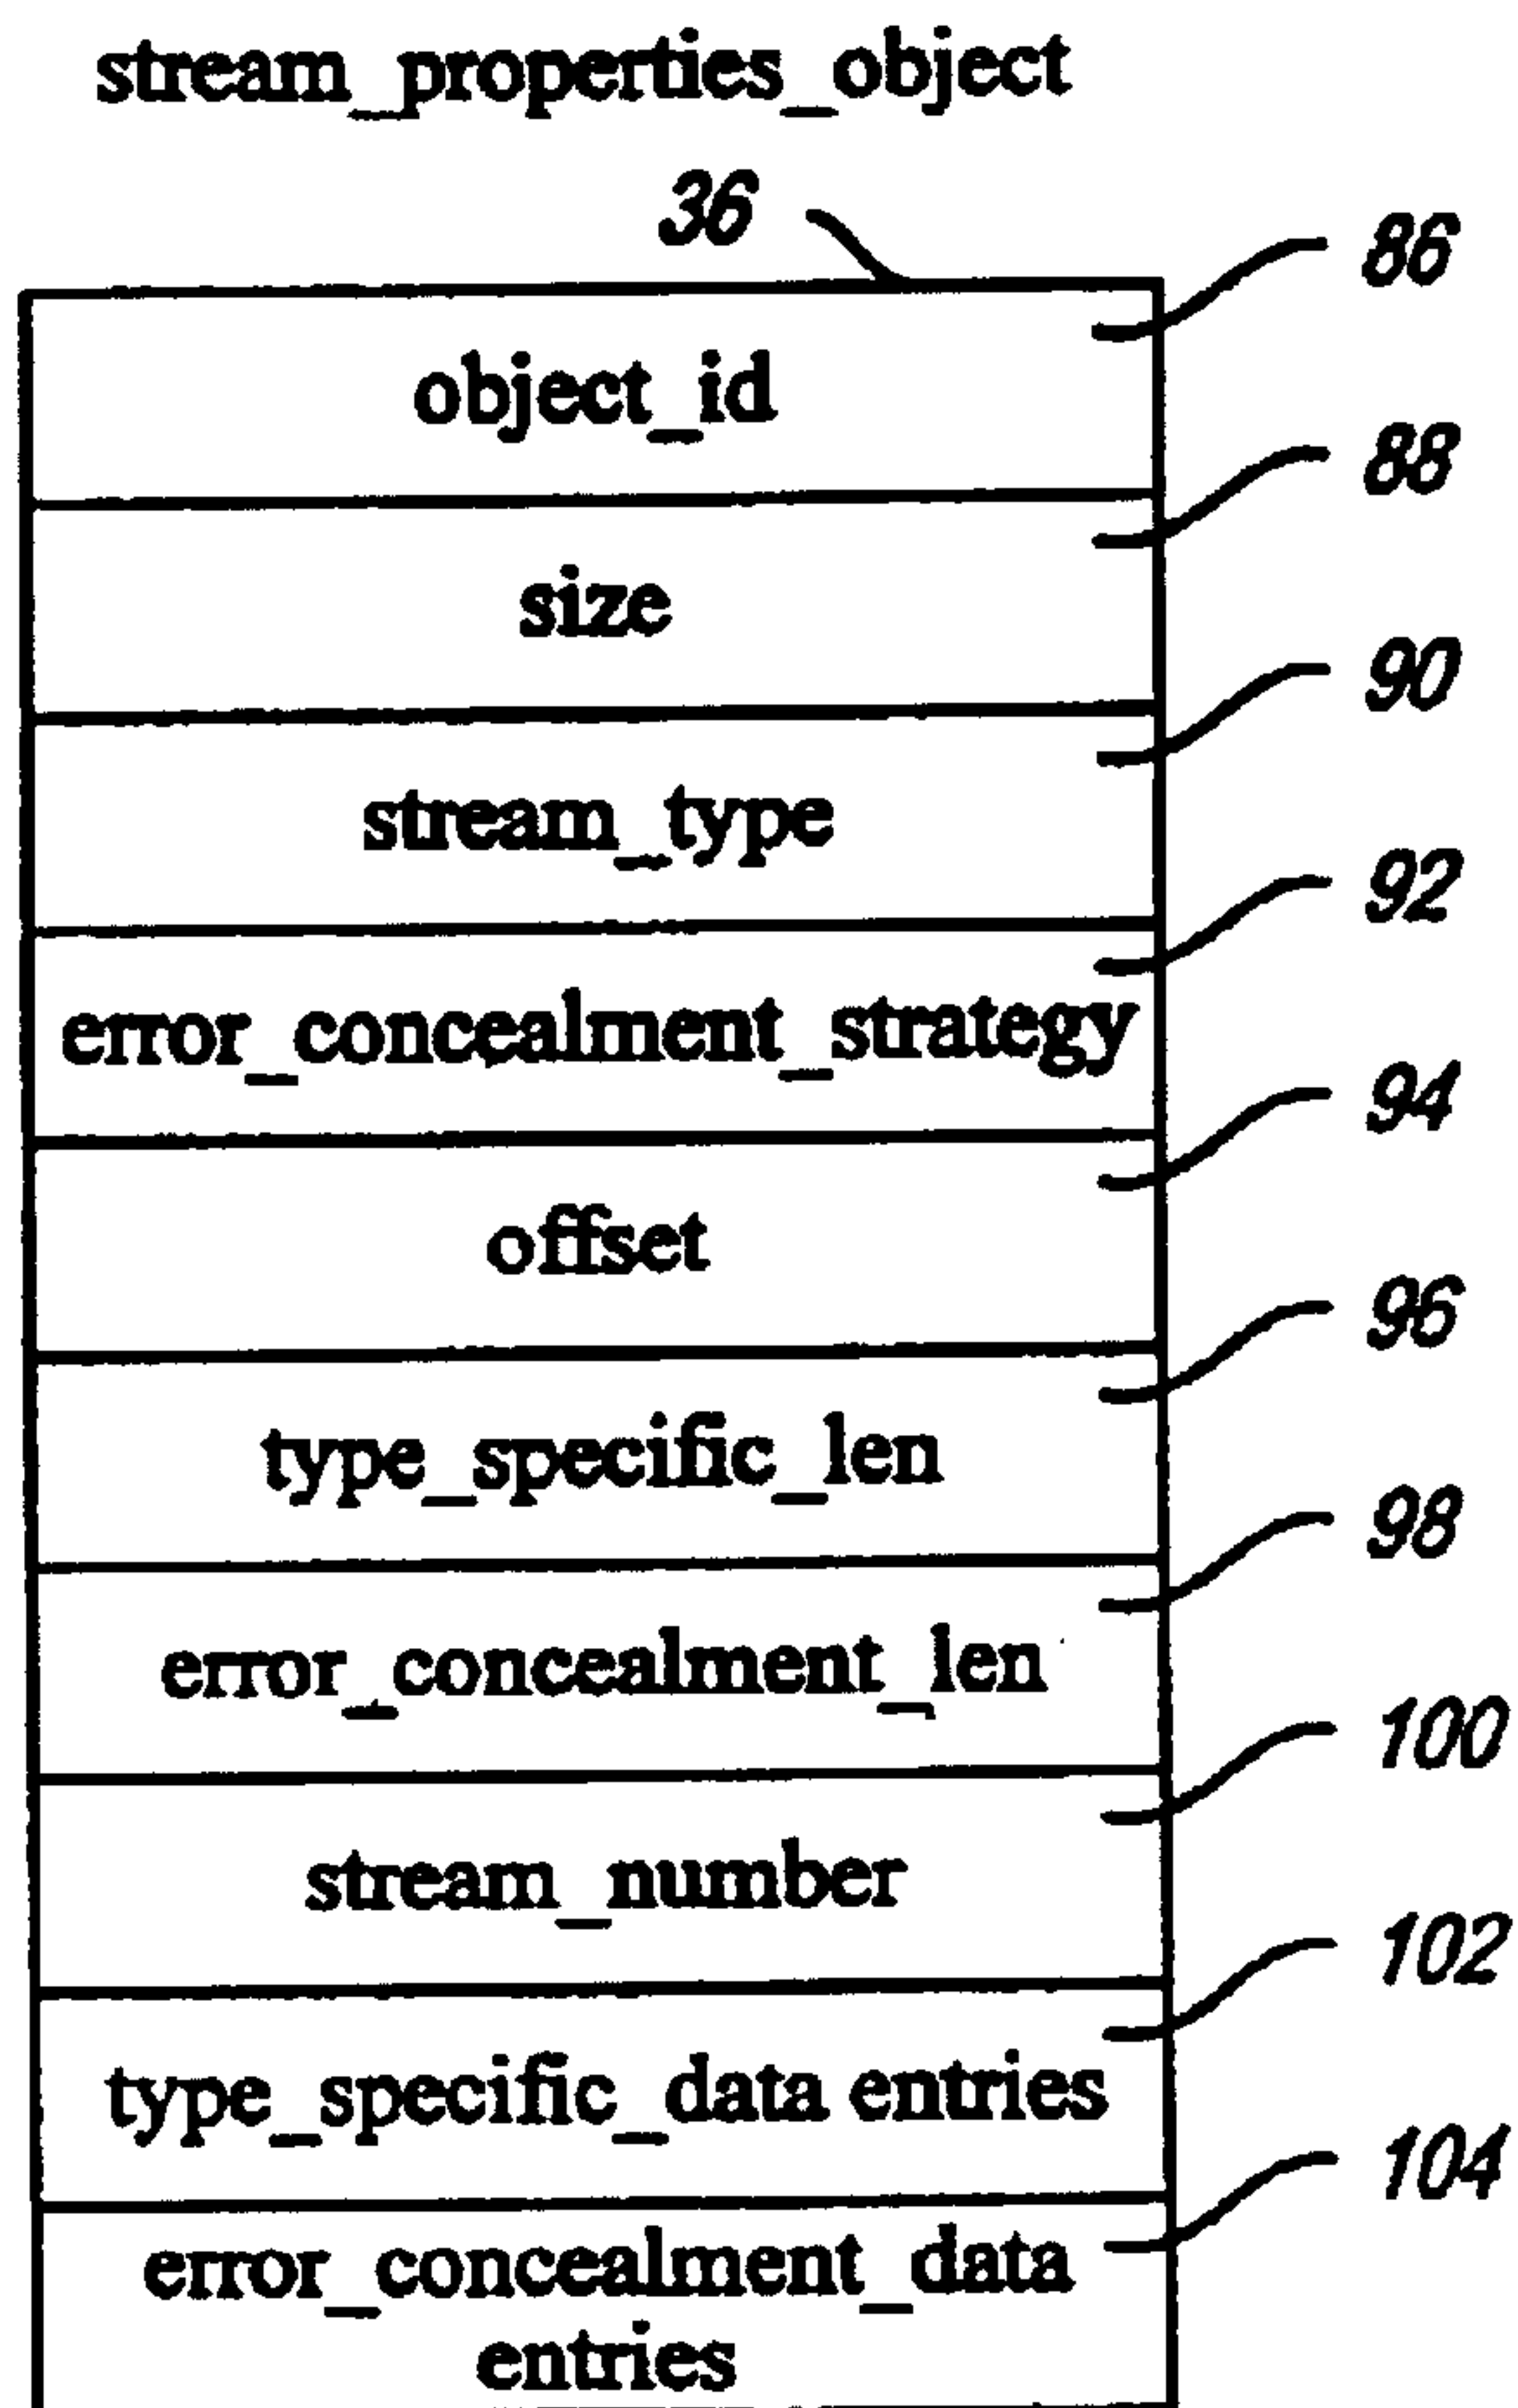 stream_properties_object
36
86
object_id
88
size
90
stream_type
92
error_concealment_strategy
94
offset
96
type_specific_len
98
error_concealment_len
100
stream_number
102
type_specific_data entries
104
error_concealment_data
entries